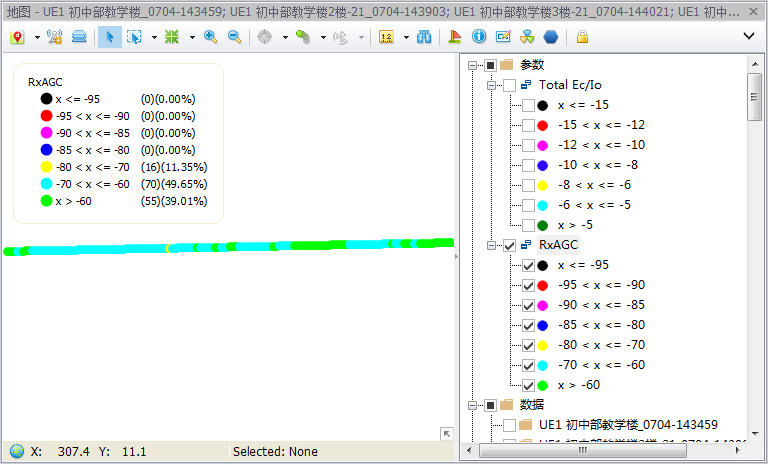 地图 - UE1 初中部教学楼_0704-143459; UE1 初中部教学楼2楼-21_0704-143903; UE1 初中部教学楼3楼-21_0704-144021; UE1 初中...
1.2
RxAGC
x <= -95 (0)(0.00%)
-95 < x <= -90 (0)(0.00%)
-90 < x <= -85 (0)(0.00%)
-85 < x <= -80 (0)(0.00%)
-80 < x <= -70 (16)(11.35%)
-70 < x <= -60 (70)(49.65%)
x > -60 (55)(39.01%)
参数
Total Ec/Io
x <= -15
-15 < x <= -12
-12 < x <= -10
-10 < x <= -8
-8 < x <= -6
-6 < x <= -5
x > -5
RxAGC
x <= -95
-95 < x <= -90
-90 < x <= -85
-85 < x <= -80
-80 < x <= -70
-70 < x <= -60
x > -60
数据
UE1 初中部教学楼_0704-143459
X: 307.4 Y: 11.1 Selected: None